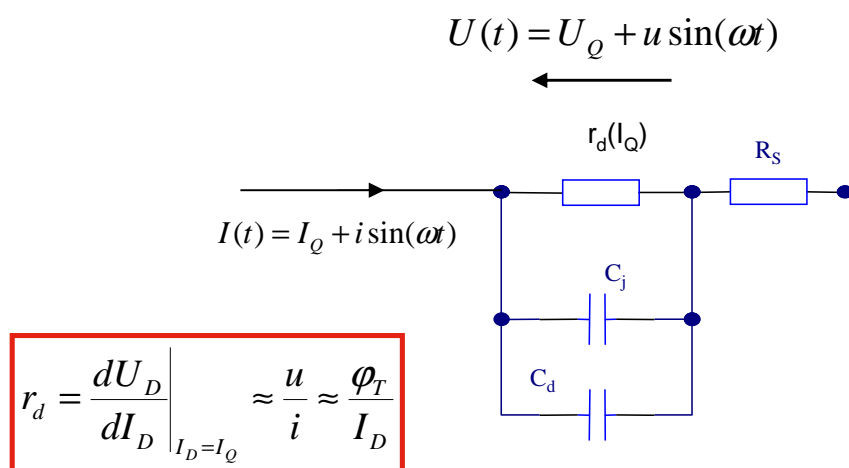 U(t) = U_Q + u sin(ωt)
r_d(I_Q)
R_S
I(t) = I_Q + i sin(ωt)
C_j
C_d
r_d = dU_D/dI_D |_{I_D=I_Q} ≈ u/i ≈ φ_T/I_D